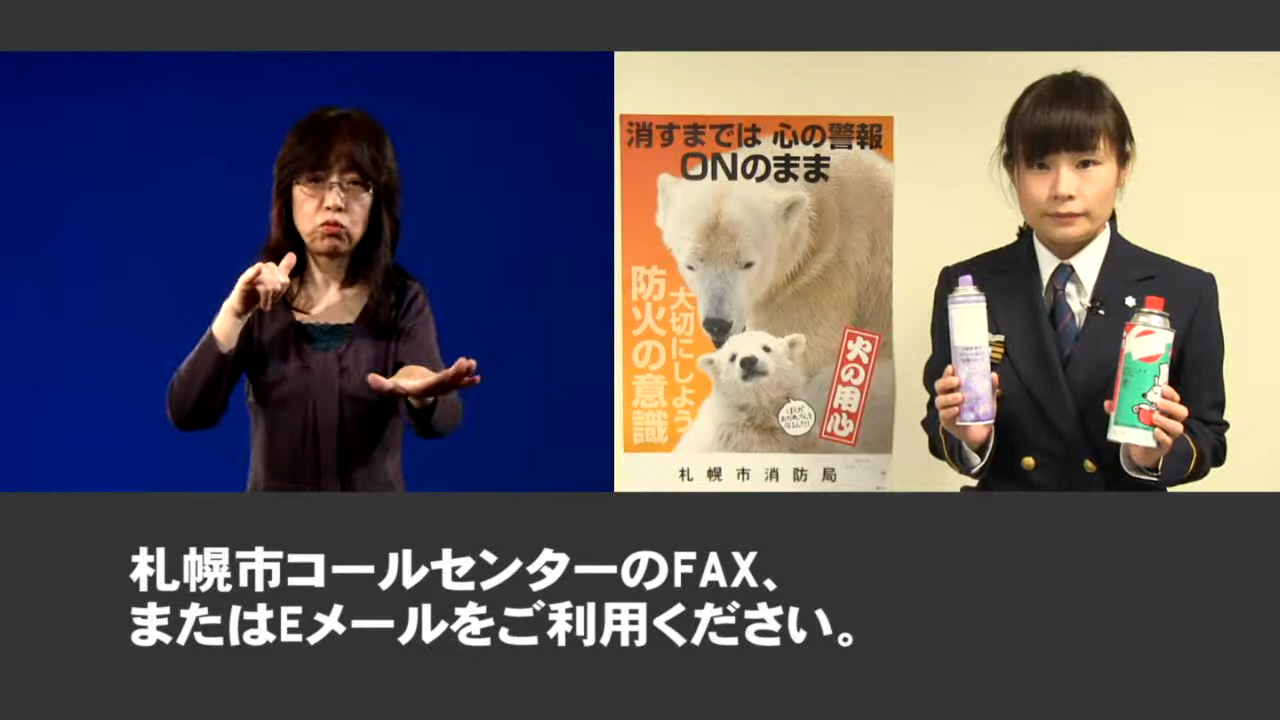 消すまでは 心の警報
ONのまま
防火の意識
大切にしよう
火の用心
札幌市消防局
札幌市コールセンターのFAX、
またはEメールをご利用ください。